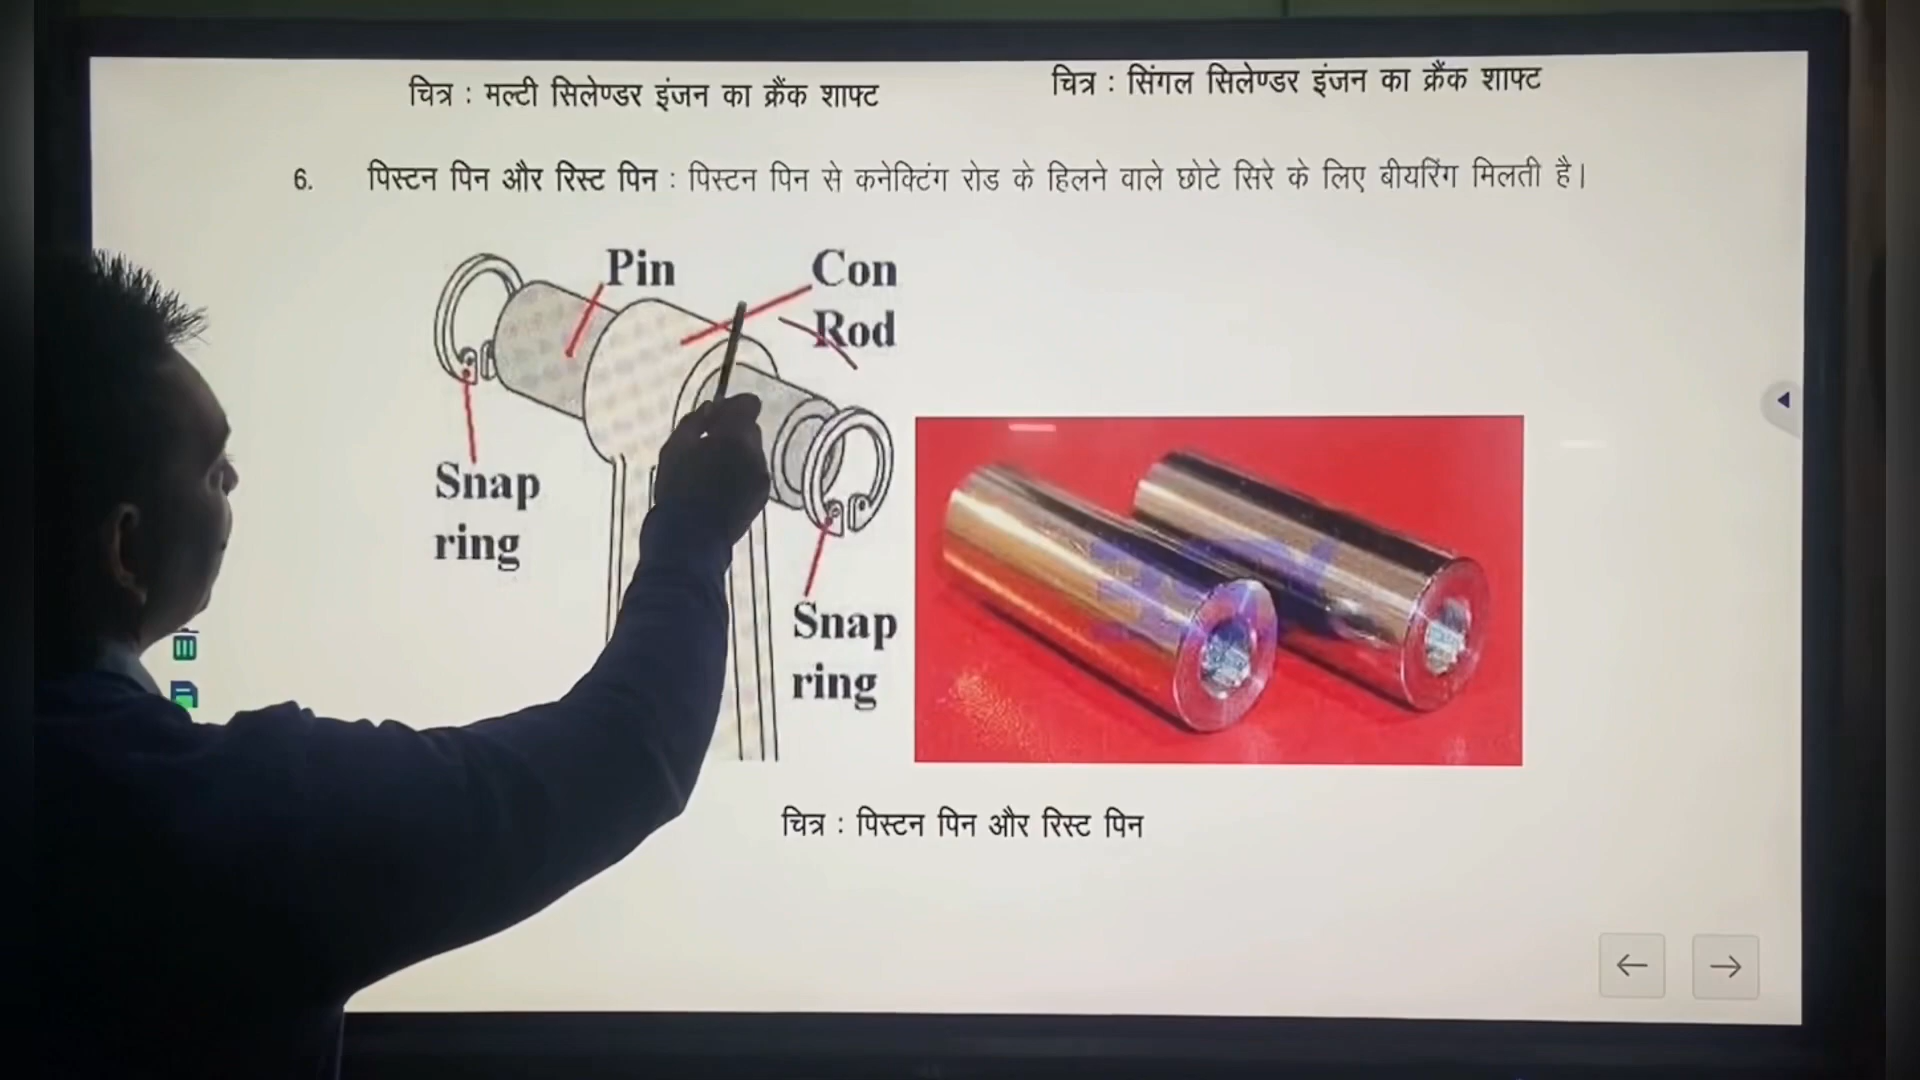 चित्र : मल्टी सिलेण्डर इंजन का क्रैंक शाफ्ट
चित्र : सिंगल सिलेण्डर इंजन का क्रैंक शाफ्ट
6. पिस्टन पिन और रिस्ट पिन : पिस्टन पिन से कनेक्टिंग रोड के हिलने वाले छोटे सिरे के लिए बीयरिंग मिलती है।
Pin
Con
Rod
Snap
ring
Snap
ring
चित्र : पिस्टन पिन और रिस्ट पिन